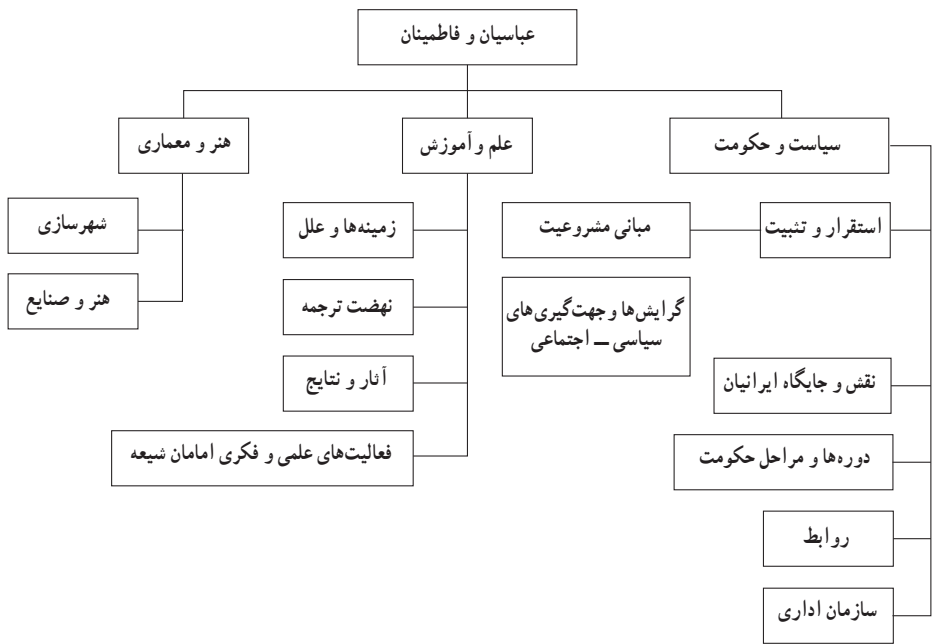 عباسیان و فاطمینان
سیاست و حکومت
علم و آموزش
هنر و معماری
استقرار و تثبیت
مبانی مشروعیت
گرایش‌ها و جهت‌گیری‌های
سیاسی ـ اجتماعی
نقش و جایگاه ایرانیان
دوره‌ها و مراحل حکومت
روابط
سازمان اداری
زمینه‌ها و علل
نهضت ترجمه
آثار و نتایج
فعالیت‌های علمی و فکری امامان شیعه
شهرسازی
هنر و صنایع